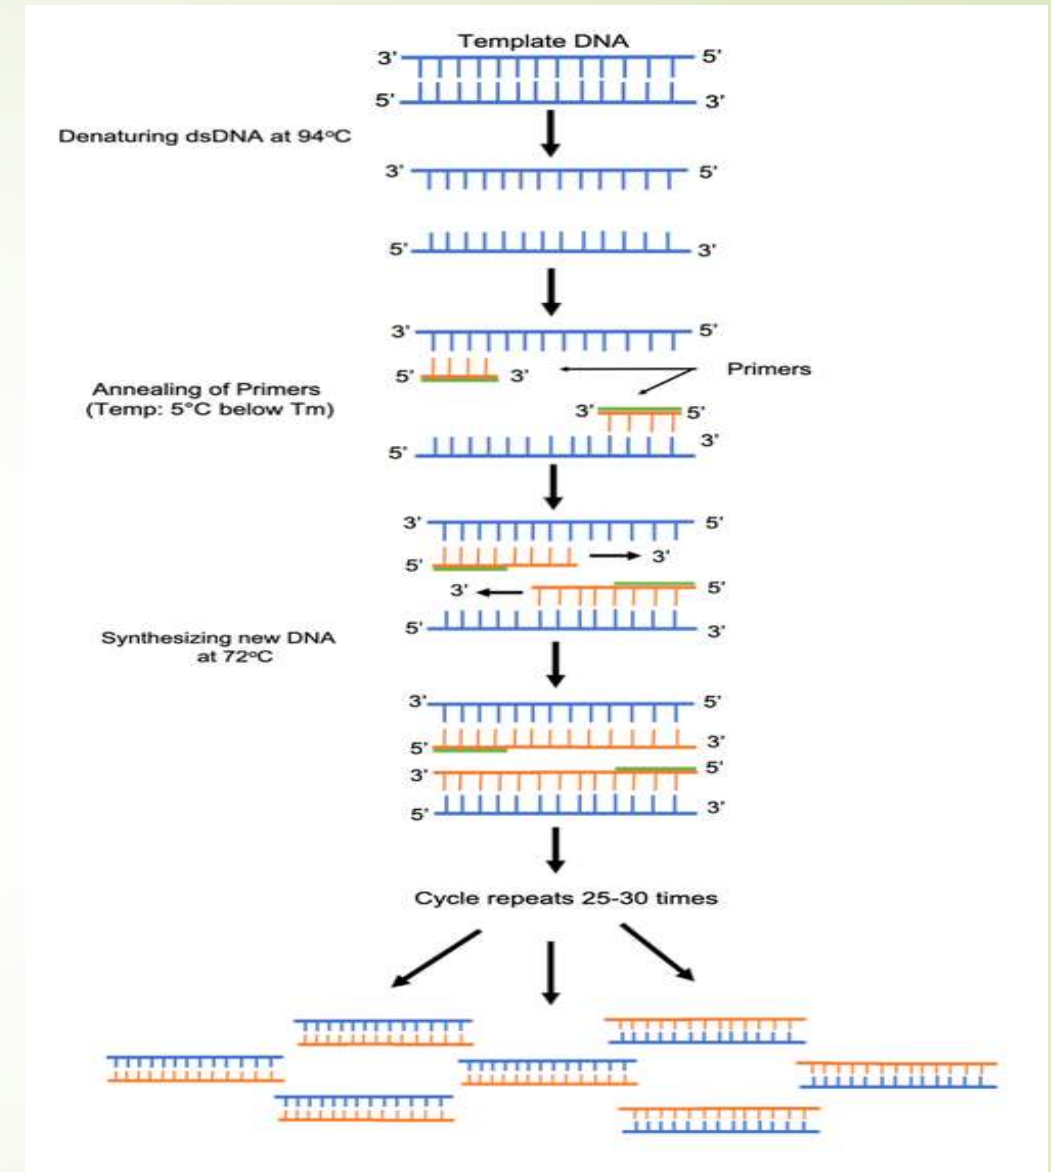 Template DNA
3' 5'
5' 3'
Denaturing dsDNA at 94°C
3' 5'
5' 3'
3' 5'
Primers
5' 3'
Annealing of Primers
(Temp: 5°C below Tm)
3' 5'
3'
5'
3' 5'
3'
5'
3' 5'
5' 3'
Synthesizing new DNA
at 72°C
3' 5'
5' 3'
3' 5'
5' 3'
Cycle repeats 25-30 times